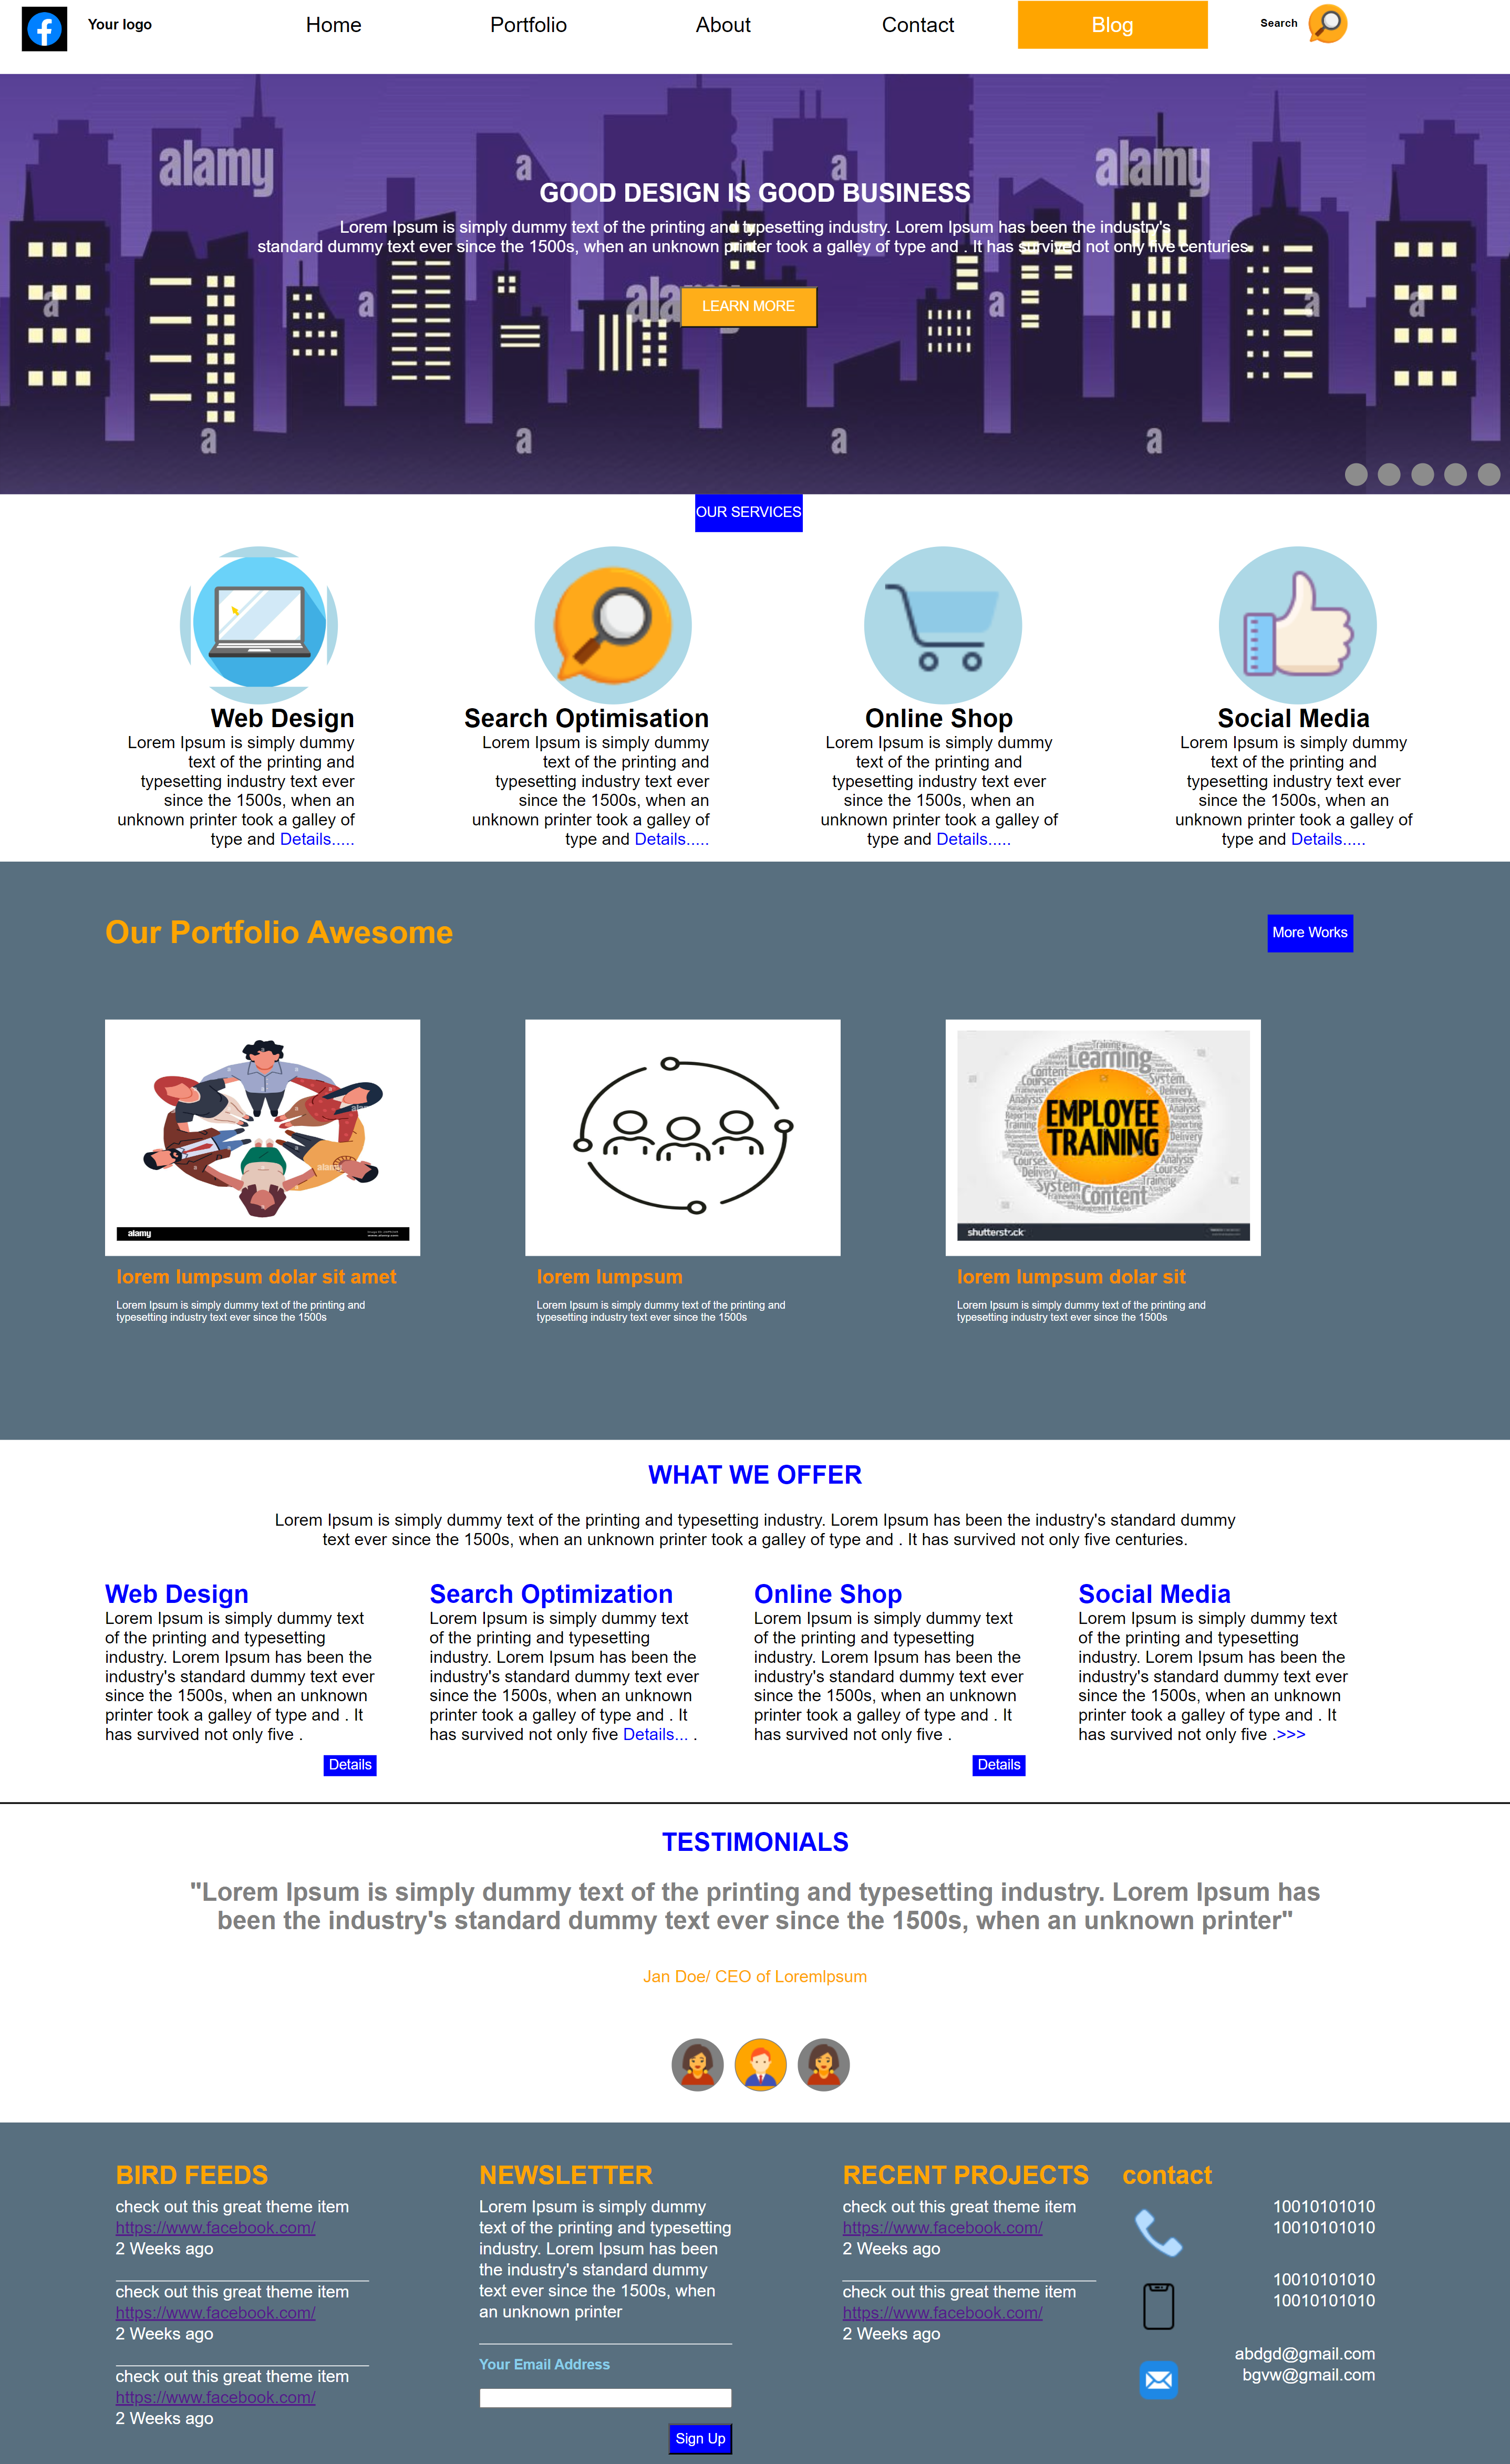 Your logo
Home
Portfolio
About
Contact
Blog
Search
alamy
a
a
alamy
GOOD DESIGN IS GOOD BUSINESS
Lorem Ipsum is simply dummy text of the printing and typesetting industry. Lorem Ipsum has been the industry's
standard dummy text ever since the 1500s, when an unknown printer took a galley of type and . It has survived not only five centuries.
a
a
alamy
a
a
a
LEARN MORE
a
a
a
a
OUR SERVICES
Web Design
Lorem Ipsum is simply dummy
text of the printing and
typesetting industry text ever
since the 1500s, when an
unknown printer took a galley of
type and Details.....
Search Optimisation
Lorem Ipsum is simply dummy
text of the printing and
typesetting industry text ever
since the 1500s, when an
unknown printer took a galley of
type and Details.....
Online Shop
Lorem Ipsum is simply dummy
text of the printing and
typesetting industry text ever
since the 1500s, when an
unknown printer took a galley of
type and Details.....
Social Media
Lorem Ipsum is simply dummy
text of the printing and
typesetting industry text ever
since the 1500s, when an
unknown printer took a galley of
type and Details.....
Our Portfolio Awesome
More Works
alamy
alamy
Learning
Content
Courses
System
Delivery
Analysis
EMPLOYEE
TRAINING
Analysis
Delivery
Courses
System
Content
Analysis
shutterstock
lorem lumpsum dolar sit amet
Lorem Ipsum is simply dummy text of the printing and
typesetting industry text ever since the 1500s
lorem lumpsum
Lorem Ipsum is simply dummy text of the printing and
typesetting industry text ever since the 1500s
lorem lumpsum dolar sit
Lorem Ipsum is simply dummy text of the printing and
typesetting industry text ever since the 1500s
WHAT WE OFFER
Lorem Ipsum is simply dummy text of the printing and typesetting industry. Lorem Ipsum has been the industry's standard dummy
text ever since the 1500s, when an unknown printer took a galley of type and . It has survived not only five centuries.
Web Design
Lorem Ipsum is simply dummy text
of the printing and typesetting
industry. Lorem Ipsum has been the
industry's standard dummy text ever
since the 1500s, when an unknown
printer took a galley of type and . It
has survived not only five .
Details
Search Optimization
Lorem Ipsum is simply dummy text
of the printing and typesetting
industry. Lorem Ipsum has been the
industry's standard dummy text ever
since the 1500s, when an unknown
printer took a galley of type and . It
has survived not only five Details... .
Online Shop
Lorem Ipsum is simply dummy text
of the printing and typesetting
industry. Lorem Ipsum has been the
industry's standard dummy text ever
since the 1500s, when an unknown
printer took a galley of type and . It
has survived not only five .
Details
Social Media
Lorem Ipsum is simply dummy text
of the printing and typesetting
industry. Lorem Ipsum has been the
industry's standard dummy text ever
since the 1500s, when an unknown
printer took a galley of type and . It
has survived not only five .>>>
TESTIMONIALS
"Lorem Ipsum is simply dummy text of the printing and typesetting industry. Lorem Ipsum has
been the industry's standard dummy text ever since the 1500s, when an unknown printer"
Jan Doe/ CEO of LoremIpsum
BIRD FEEDS
check out this great theme item
https://www.facebook.com/
2 Weeks ago
check out this great theme item
https://www.facebook.com/
2 Weeks ago
check out this great theme item
https://www.facebook.com/
2 Weeks ago
NEWSLETTER
Lorem Ipsum is simply dummy
text of the printing and typesetting
industry. Lorem Ipsum has been
the industry's standard dummy
text ever since the 1500s, when
an unknown printer
Your Email Address
Sign Up
RECENT PROJECTS
check out this great theme item
https://www.facebook.com/
2 Weeks ago
check out this great theme item
https://www.facebook.com/
2 Weeks ago
contact
10010101010
10010101010
10010101010
10010101010
abdgd@gmail.com
bgvw@gmail.com